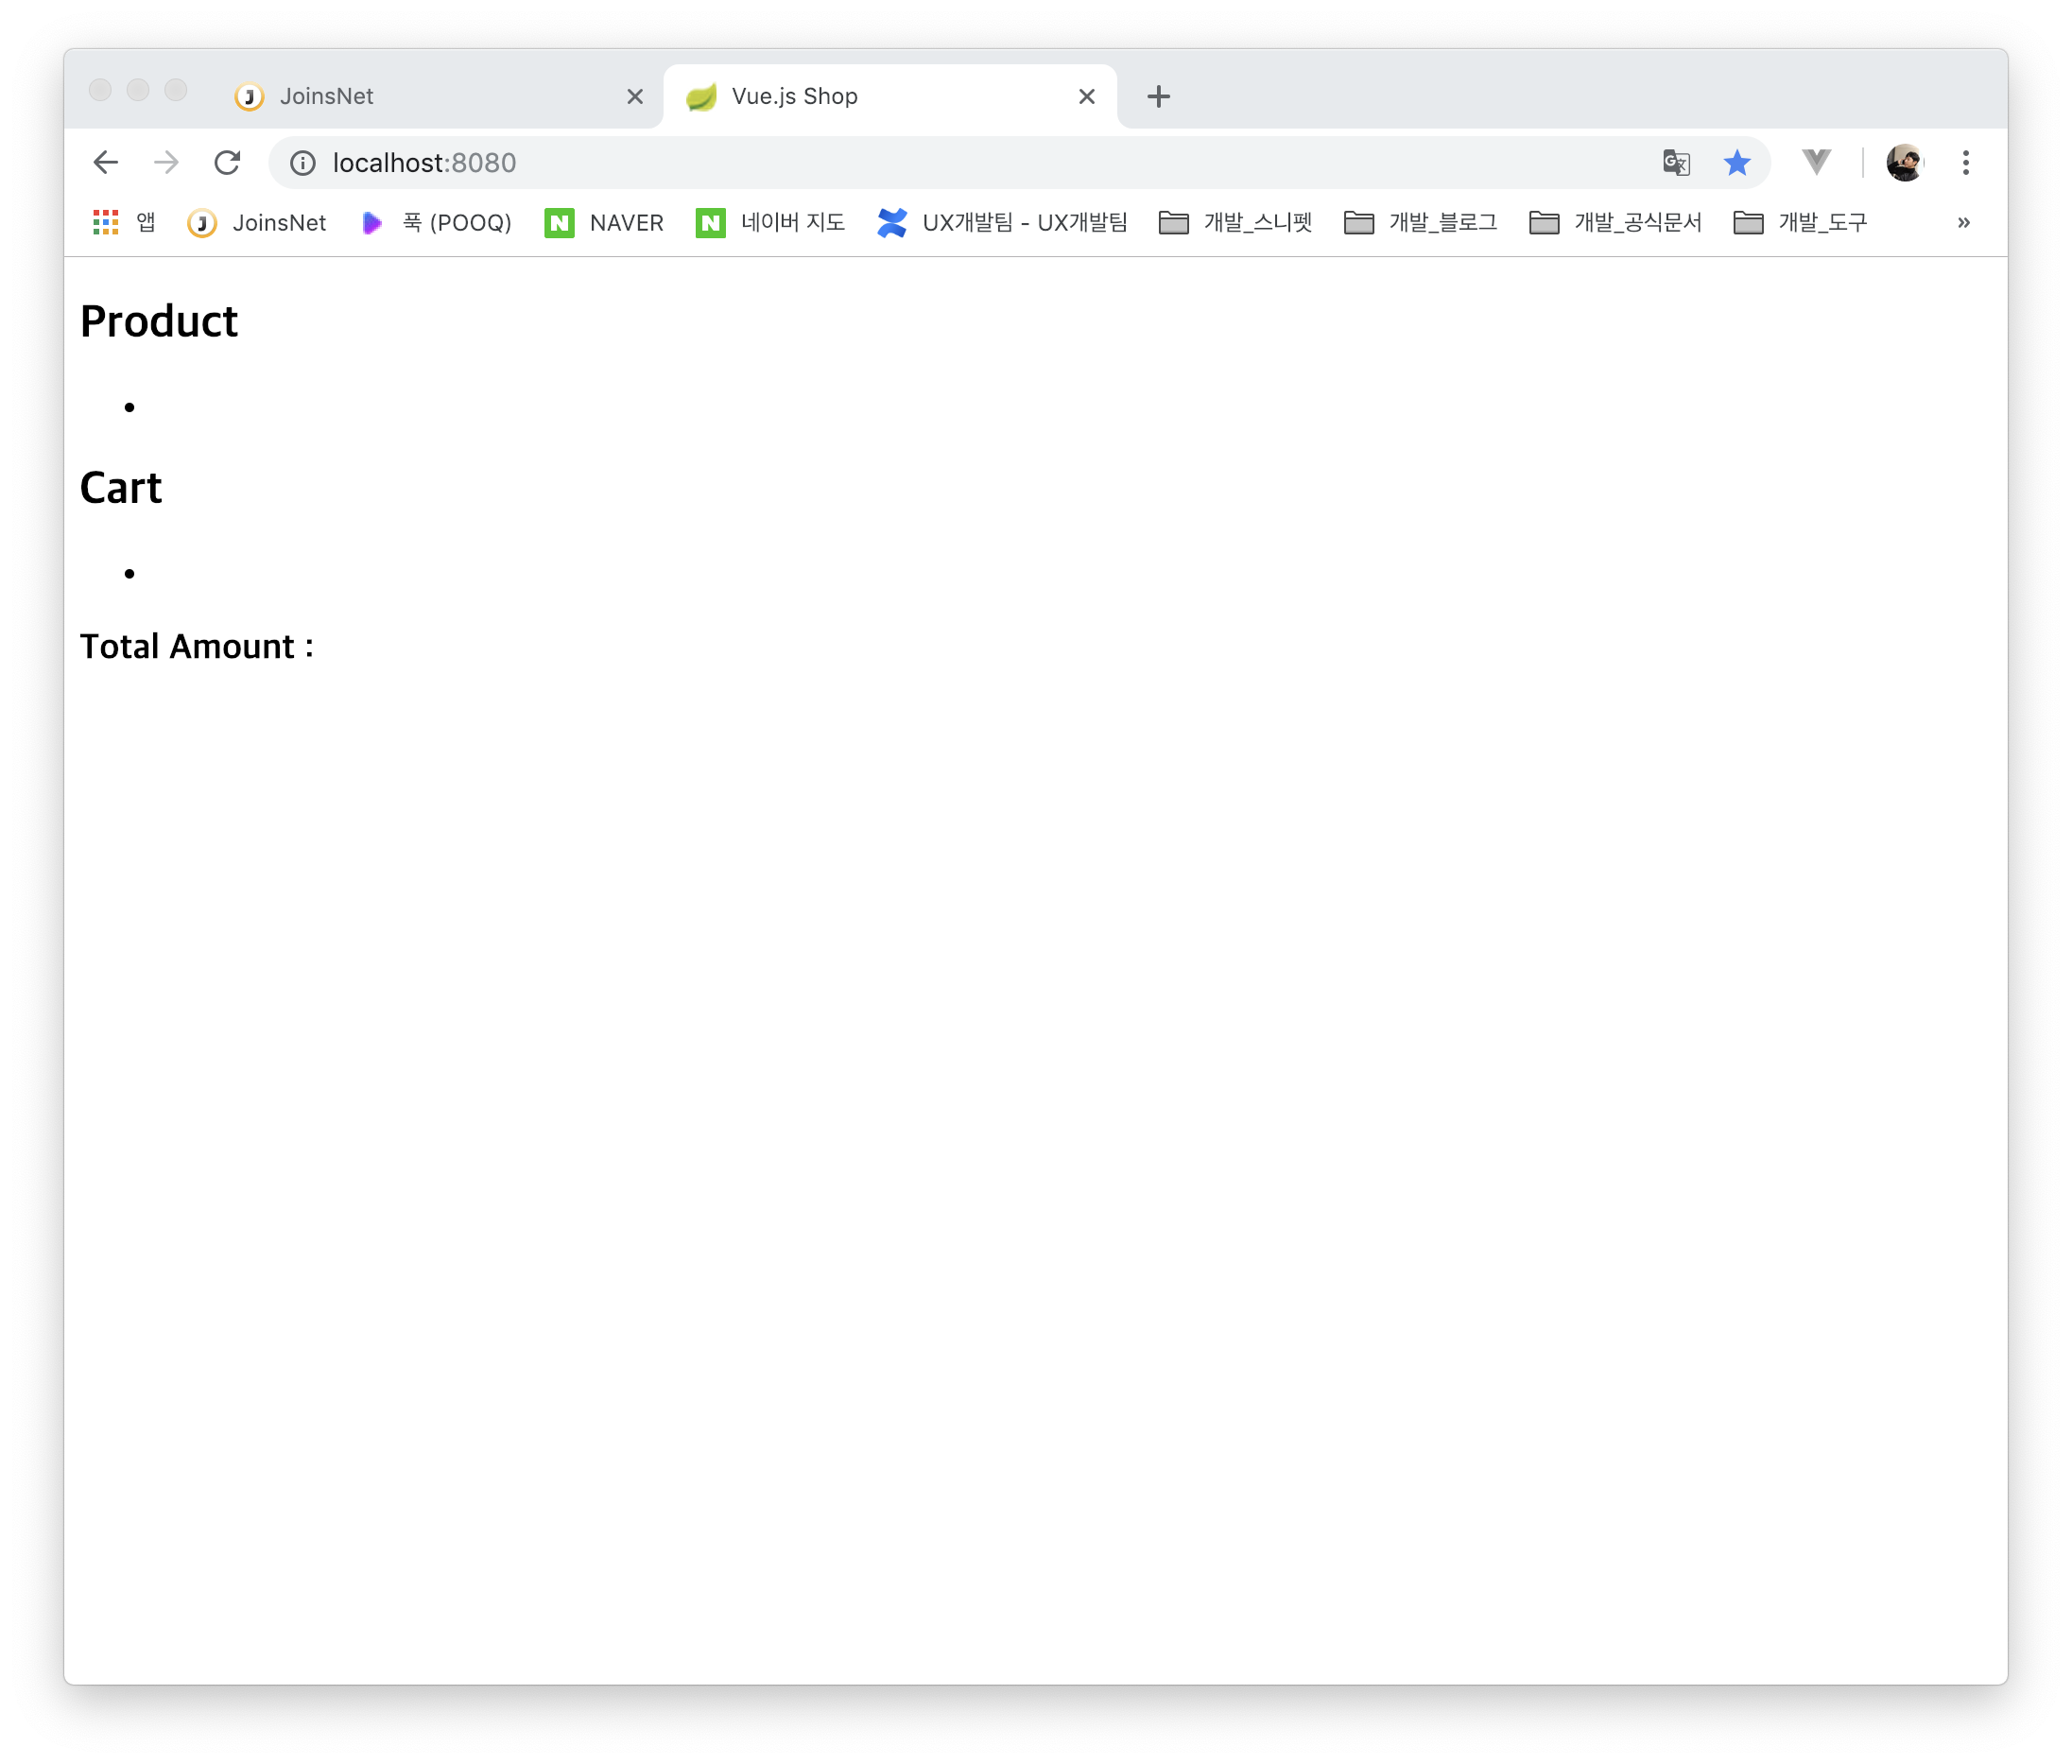 JoinsNet
Vue.js Shop
localhost:8080
앱
JoinsNet
푹 (POOQ)
NAVER
네이버 지도
UX개발팀 - UX개발팀
개발_스니펫
개발_블로그
개발_공식문서
개발_도구
»
Product
•
Cart
•
Total Amount :